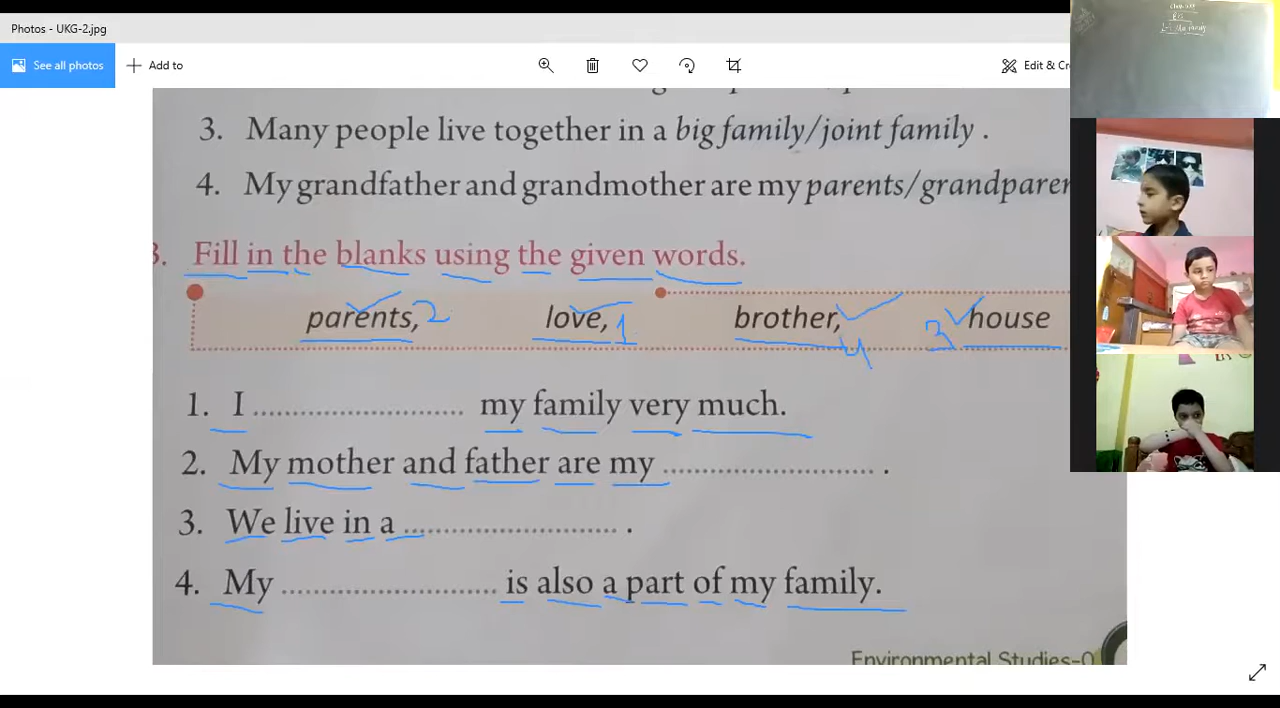 Photos - UKG-2.jpg
See all photos
Add to
Edit & Cr
3. Many people live together in a big family/joint family .
4. My grandfather and grandmother are my parents/grandparen
3. Fill in the blanks using the given words.
parents, 2 love, 1 brother, 4 3 house
1. I ........................ my family very much.
2. My mother and father are my ........................ .
3. We live in a ........................ .
4. My ........................ is also a part of my family.
Environmental Studies-0